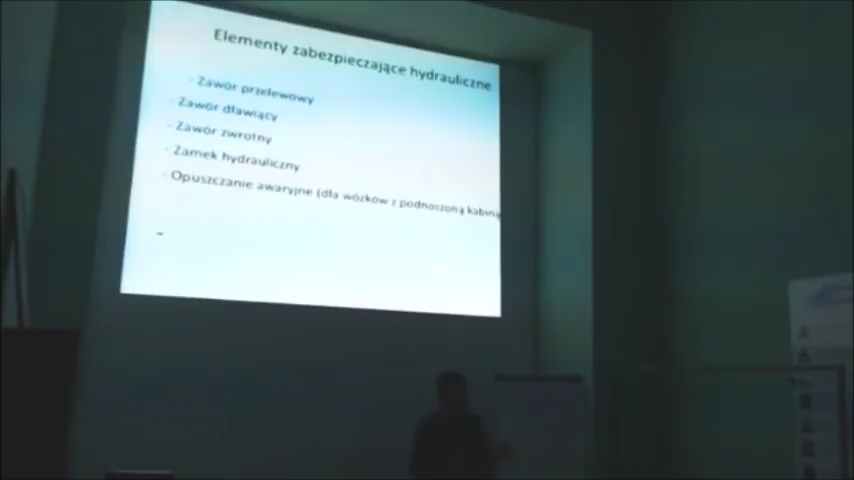 Elementy zabezpieczające hydrauliczne
- Zawór przelewowy
- Zawór dławiący
- Zawór zwrotny
- Zamek hydrauliczny
- Opuszczanie awaryjne (dla wózków z podnoszoną kabiną
-